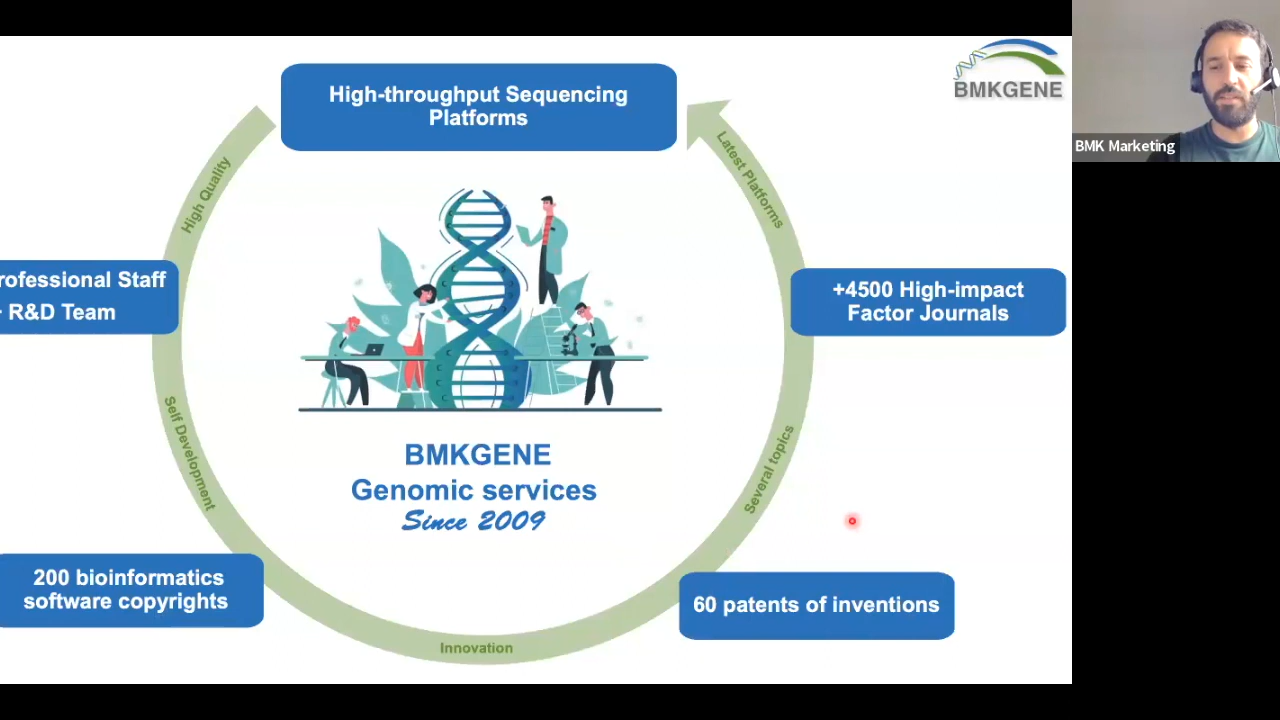 BMKGENE
BMK Marketing
High-throughput Sequencing
Platforms
High Quality
Latest Platforms
Professional Staff
R&D Team
+4500 High-impact
Factor Journals
Self Development
Several topics
BMKGENE
Genomic services
Since 2009
200 bioinformatics
software copyrights
60 patents of inventions
Innovation